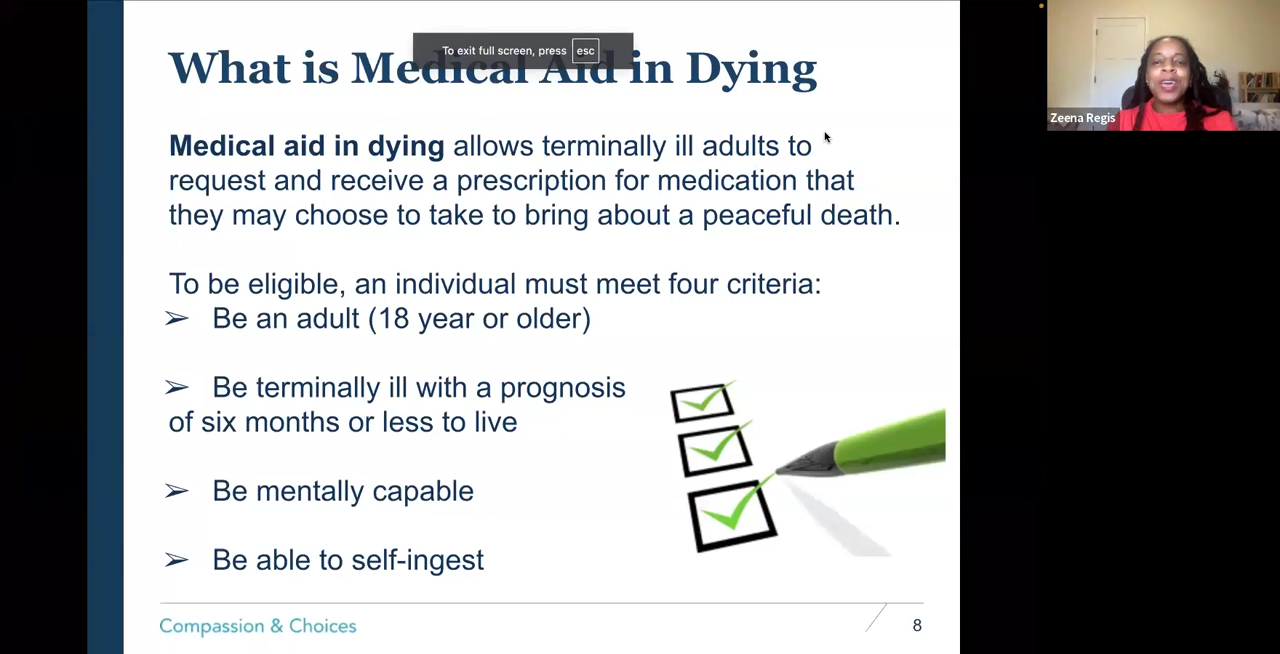 To exit full screen, press esc
What is Medical Aid in Dying
Medical aid in dying allows terminally ill adults to
request and receive a prescription for medication that
they may choose to take to bring about a peaceful death.
To be eligible, an individual must meet four criteria:
➢ Be an adult (18 year or older)
➢ Be terminally ill with a prognosis
of six months or less to live
➢ Be mentally capable
➢ Be able to self-ingest
Compassion & Choices
8
Zeena Regis